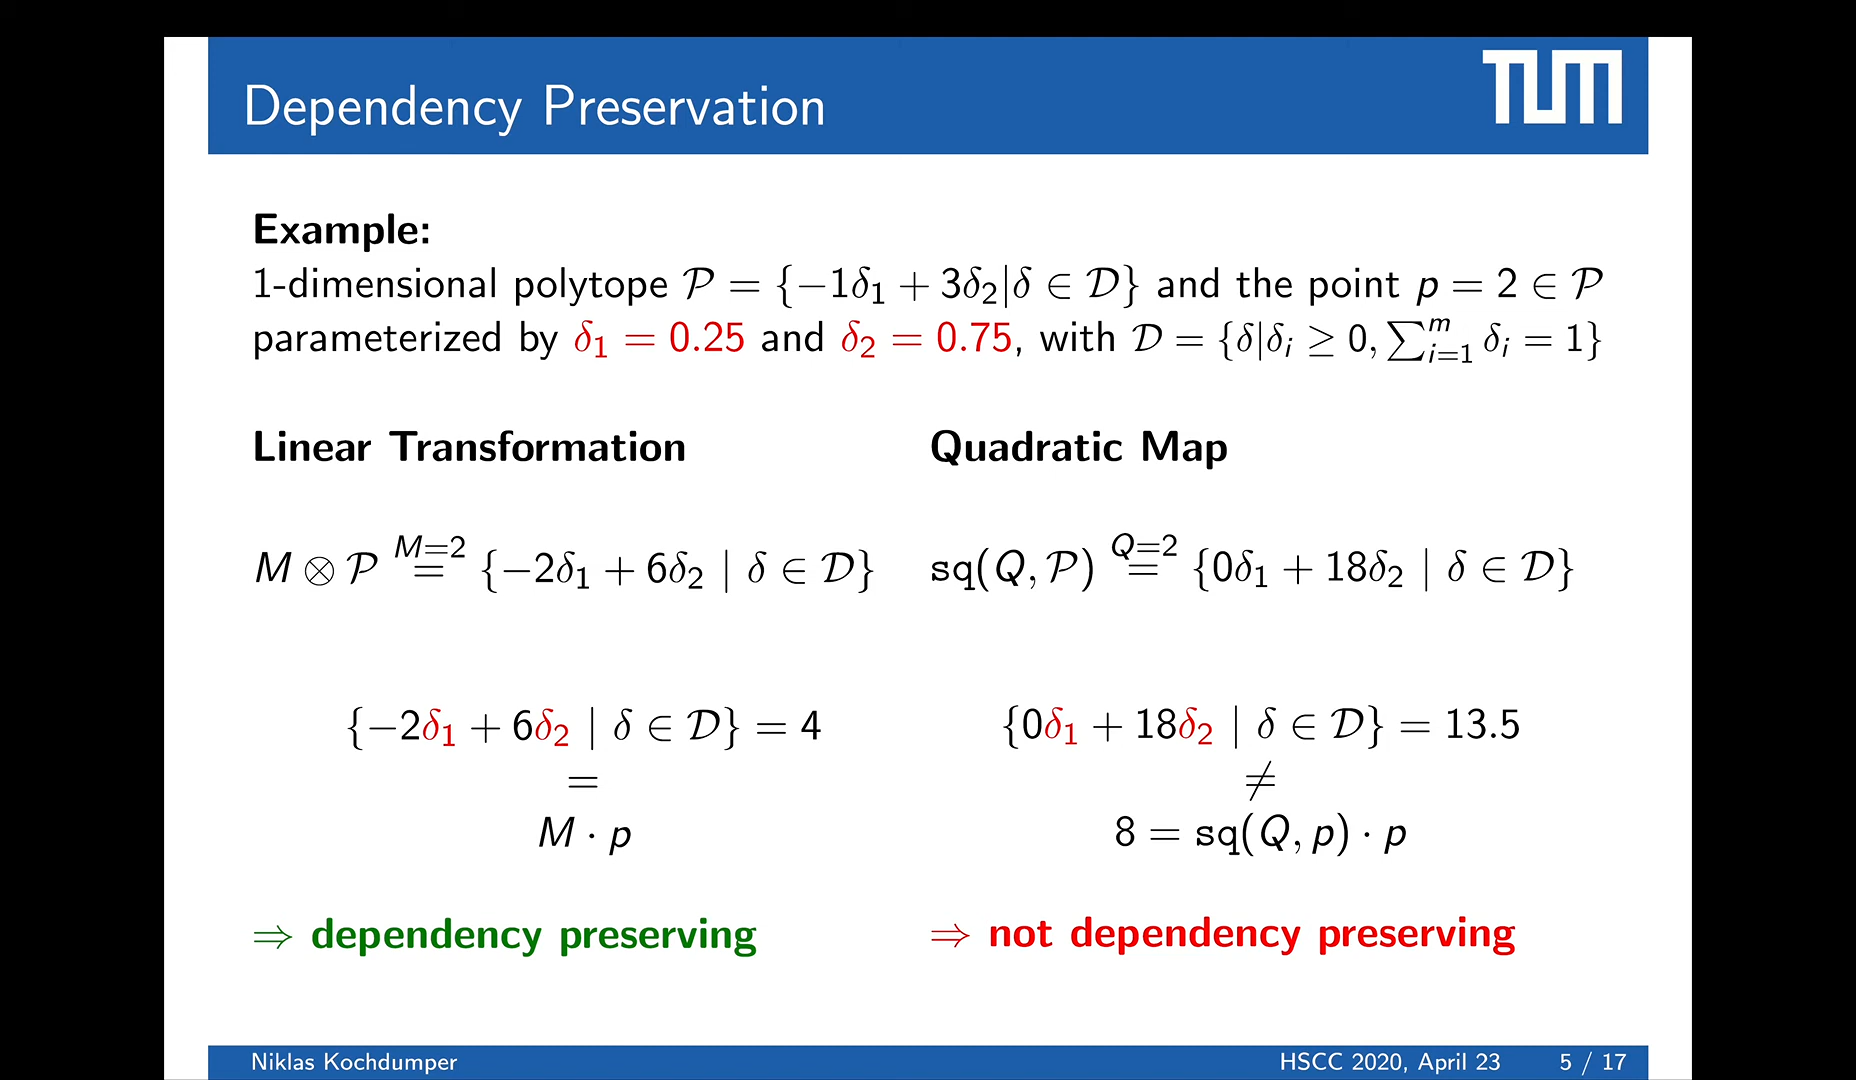 Dependency Preservation
TUM
Example:
1-dimensional polytope 𝒫 = {−1δ₁ + 3δ₂|δ ∈ 𝒟} and the point p = 2 ∈ 𝒫
parameterized by δ₁ = 0.25 and δ₂ = 0.75, with 𝒟 = {δ|δᵢ ≥ 0, ∑ᵢ₌₁ᵐ δᵢ = 1}
Linear Transformation
Quadratic Map
M ⊗ 𝒫 M=2 = {−2δ₁ + 6δ₂ | δ ∈ 𝒟}
sq(Q, 𝒫) Q=2 = {0δ₁ + 18δ₂ | δ ∈ 𝒟}
{−2δ₁ + 6δ₂ | δ ∈ 𝒟} = 4
=
M · p
{0δ₁ + 18δ₂ | δ ∈ 𝒟} = 13.5
≠
8 = sq(Q, p) · p
⇒ dependency preserving
⇒ not dependency preserving
Niklas Kochdumper
HSCC 2020, April 23
5 / 17